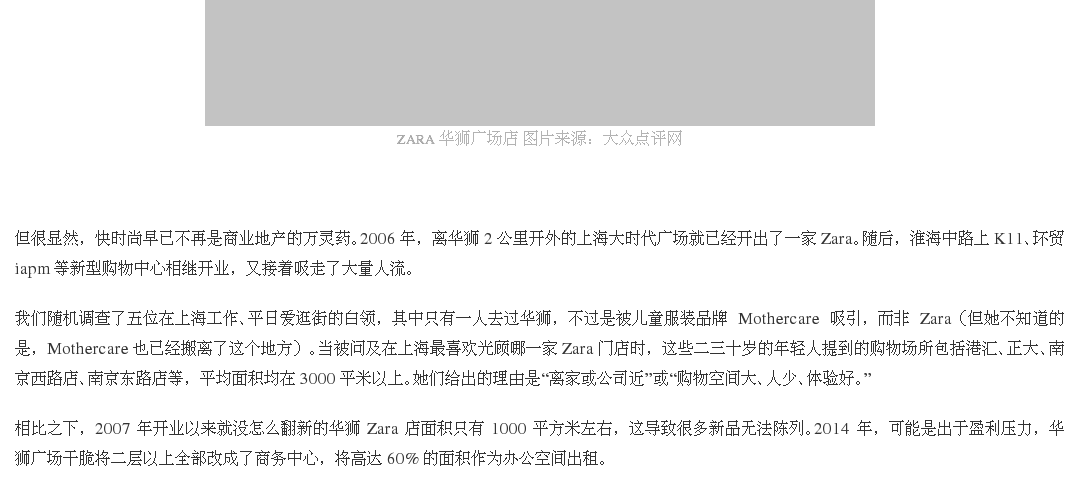 ZARA 华狮广场店 图片来源：大众点评网
但很显然，快时尚早已不再是商业地产的万灵药。2006 年，离华狮 2 公里开外的上海大时代广场就已经开出了一家 Zara。随后，淮海中路上 K11、环贸
iapm 等新型购物中心相继开业，又接着吸走了大量人流。
我们随机调查了五位在上海工作、平日爱逛街的白领，其中只有一人去过华狮，不过是被儿童服装品牌 Mothercare 吸引，而非 Zara（但她不知道的
是，Mothercare 也已经搬离了这个地方）。当被问及在上海最喜欢光顾哪一家 Zara 门店时，这些二三十岁的年轻人提到的购物场所包括港汇、正大、南
京西路店、南京东路店等，平均面积均在 3000 平米以上。她们给出的理由是“离家或公司近”或“购物空间大、人少、体验好。”
相比之下，2007 年开业以来就没怎么翻新的华狮 Zara 店面积只有 1000 平方米左右，这导致很多新品无法陈列。2014 年，可能是出于盈利压力，华
狮广场干脆将二层以上全部改成了商务中心，将高达 60% 的面积作为办公空间出租。